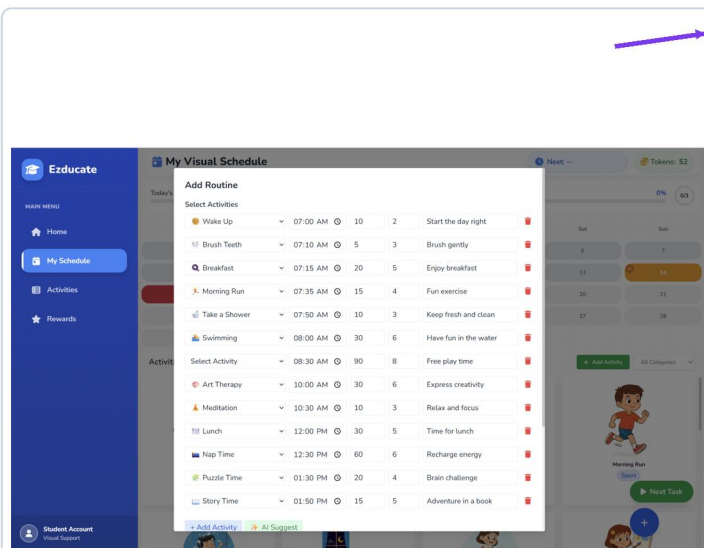 Ezducate
My Visual Schedule
Next: --
Tokens: 52
Today's
0%
0/3
MAIN MENU
Home
My Schedule
Activities
Rewards
Add Routine
Select Activities
Wake Up 07:00 AM 10 2 Start the day right
Brush Teeth 07:10 AM 5 3 Brush gently
Breakfast 07:15 AM 20 5 Enjoy breakfast
Morning Run 07:35 AM 15 4 Fun exercise
Take a Shower 07:50 AM 10 3 Keep fresh and clean
Swimming 08:00 AM 30 6 Have fun in the water
Select Activity 08:30 AM 90 8 Free play time
Art Therapy 10:00 AM 30 6 Express creativity
Meditation 10:30 AM 10 3 Relax and focus
Lunch 12:00 PM 30 5 Time for lunch
Nap Time 12:30 PM 60 6 Recharge energy
Puzzle Time 01:30 PM 20 4 Brain challenge
Story Time 01:50 PM 15 5 Adventure in a book
+ Add Activity AI Suggest
Sat Sun
6 7
13 14
20 21
27 28
Activit
+ Add Activity All Categories
Morning Run
Sport
Next Task
+
Student Account
Visual Support